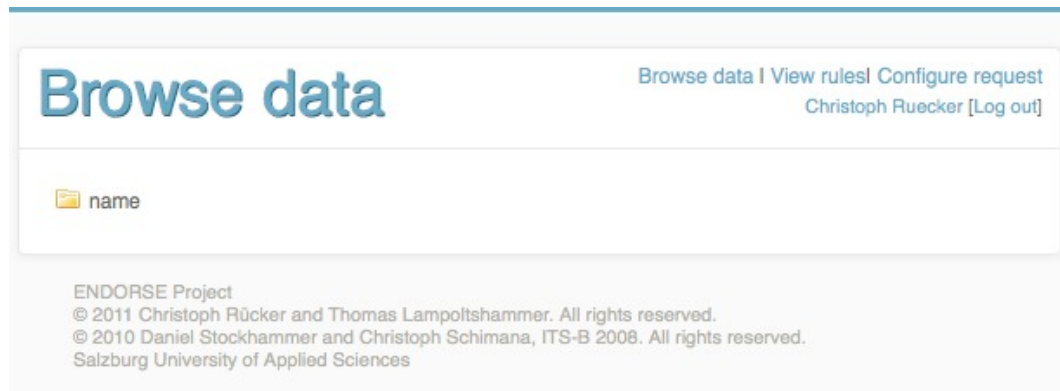 Browse data
Browse data I View rulesI Configure request
Christoph Ruecker [Log out]
name
ENDORSE Project
© 2011 Christoph Rücker and Thomas Lampoltshammer. All rights reserved.
© 2010 Daniel Stockhammer and Christoph Schimana, ITS-B 2008. All rights reserved.
Salzburg University of Applied Sciences